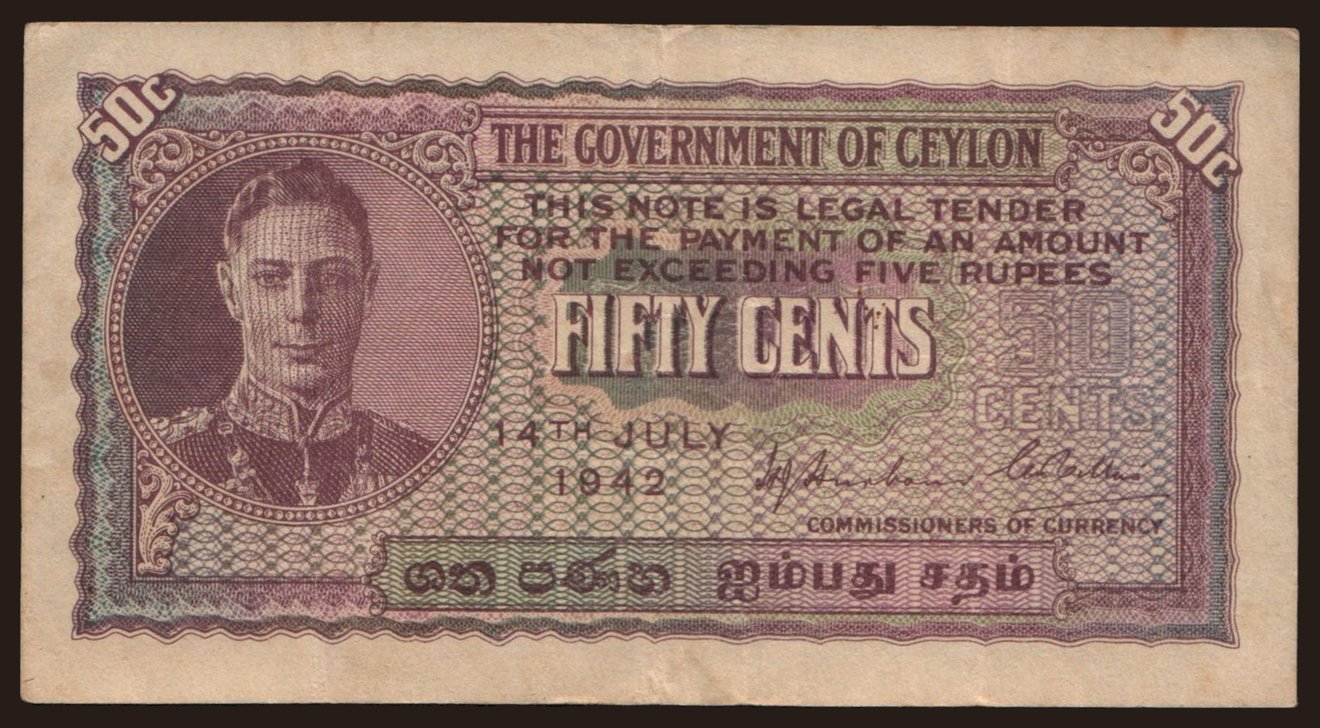 50c
50c
THE GOVERNMENT OF CEYLON
THIS NOTE IS LEGAL TENDER
FOR THE PAYMENT OF AN AMOUNT
NOT EXCEEDING FIVE RUPEES
FIFTY CENTS
50
CENTS
14TH JULY
1942
COMMISSIONERS OF CURRENCY
ශත පණහ ஐம்பது சதம்